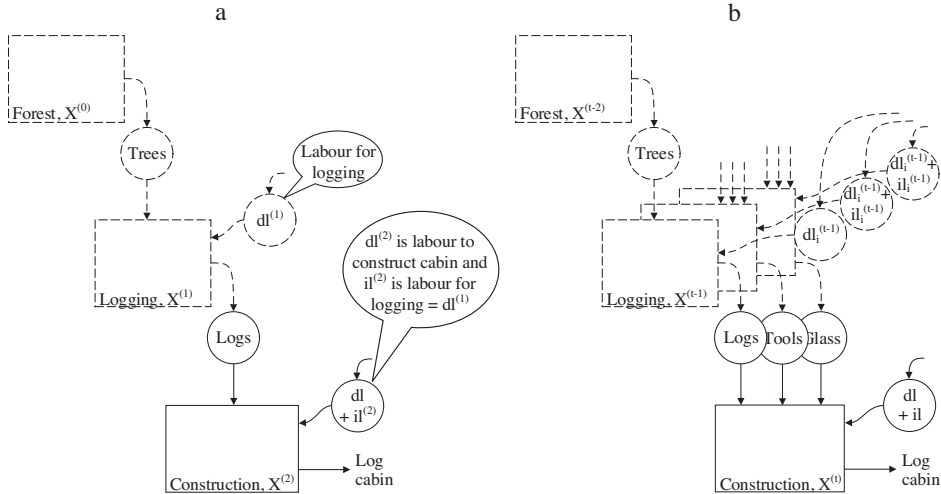 a
Forest, X(0)
Trees
Labour for
logging
dl(1)
Logging, X(1)
dl(2) is labour to
construct cabin and
il(2) is labour for
logging = dl(1)
Logs
dl
+ il(2)
Construction, X(2)
Log
cabin
b
Forest, X(t-2)
Trees
dli(t-1)+
ili(t-1)
dli(t-1)+
ili(t-1)
dli(t-1)
Logging, X(t-1)
Logs
Tools
Glass
dl
+ il
Construction, X(t)
Log
cabin